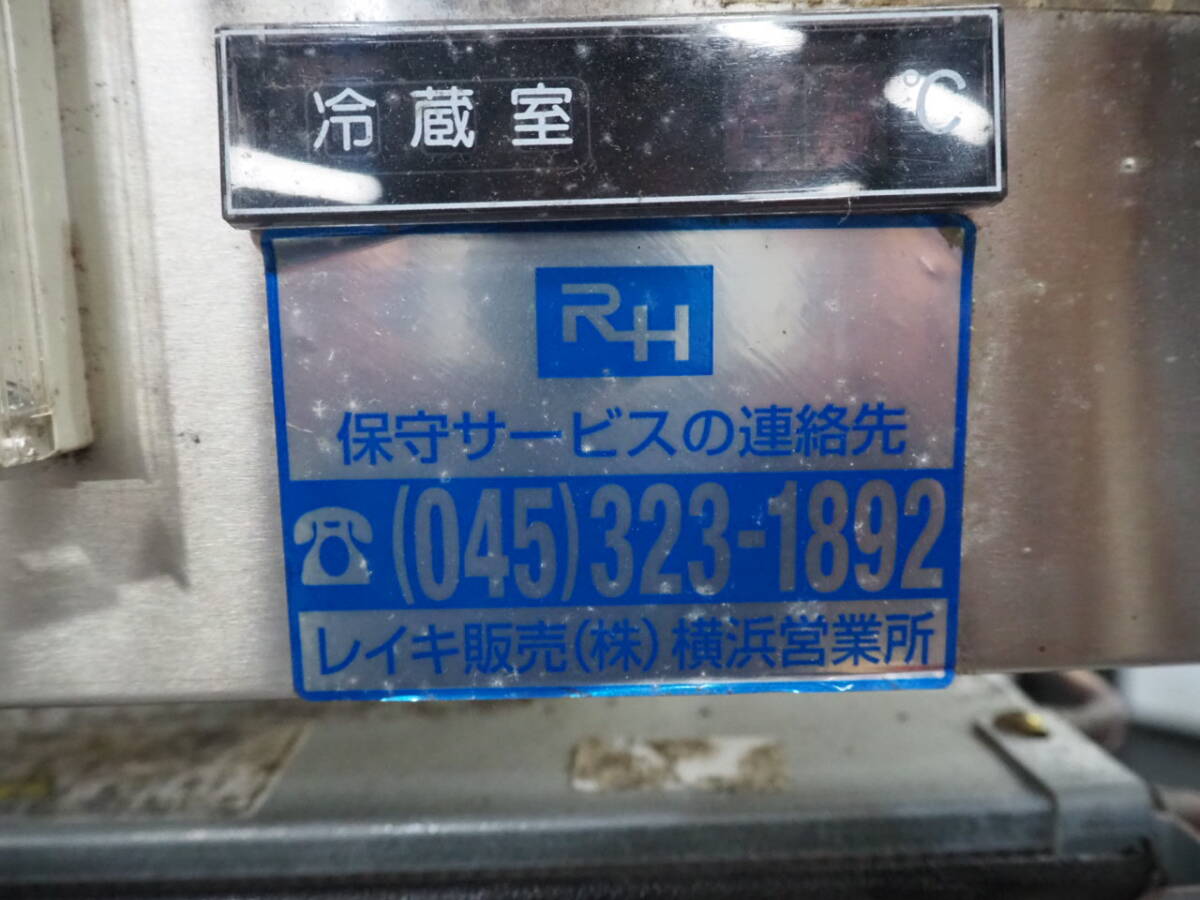 冷蔵室 ℃
RH
保守サービスの連絡先
☎(045)323-1892
レイキ販売(株)横浜営業所